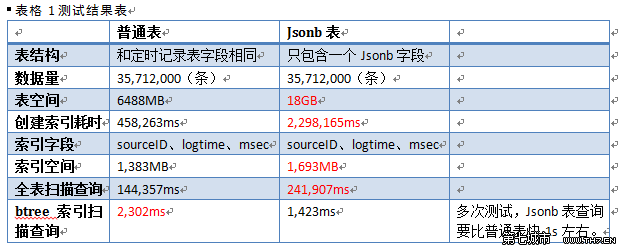 表格 1 测试结果表
普通表 Jsonb 表
表结构 和定时记录表字段相同 只包含一个 Jsonb 字段
数据量 35,712,000（条） 35,712,000（条）
表空间 6488MB 18GB
创建索引耗时 458,263ms 2,298,165ms
索引字段 sourceID、logtime、msec sourceID、logtime、msec
索引空间 1,383MB 1,693MB
全表扫描查询 144,357ms 241,907ms
btree 索引扫 2,302ms 1,423ms 多次测试，Jsonb 表查询
描查询 要比普通表快 1s 左右。
第七城市 WWW.TH7.CN